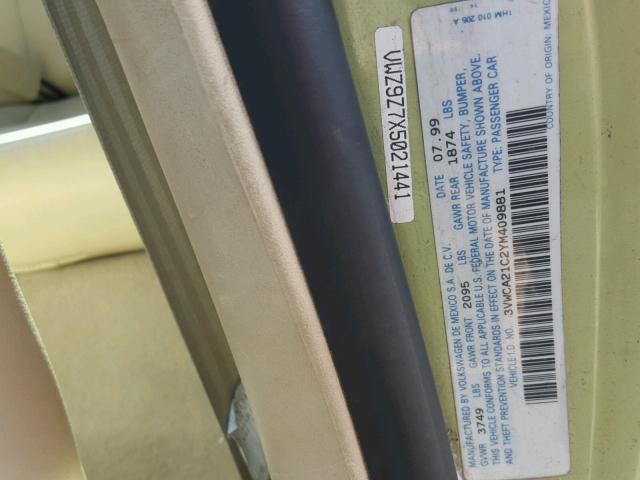 MANUFACTURED BY VOLKSWAGEN DE MEXICO S.A. DE C.V. DATE 07.99
GVWR 3749 LBS GAWR FRONT 2095 LBS GAWR REAR 1874 LBS
THIS VEHICLE CONFORMS TO ALL APPLICABLE U.S. FEDERAL MOTOR VEHICLE SAFETY, BUMPER,
AND THEFT PREVENTION STANDARDS IN EFFECT ON THE DATE OF MANUFACTURE SHOWN ABOVE.
VEHICLE I.D. NO. 3VWCA21C2YM409881 TYPE: PASSENGER CAR
1HM 010 205 A
COUNTRY OF ORIGIN: MEXICO
VWZ9Z7X5021441